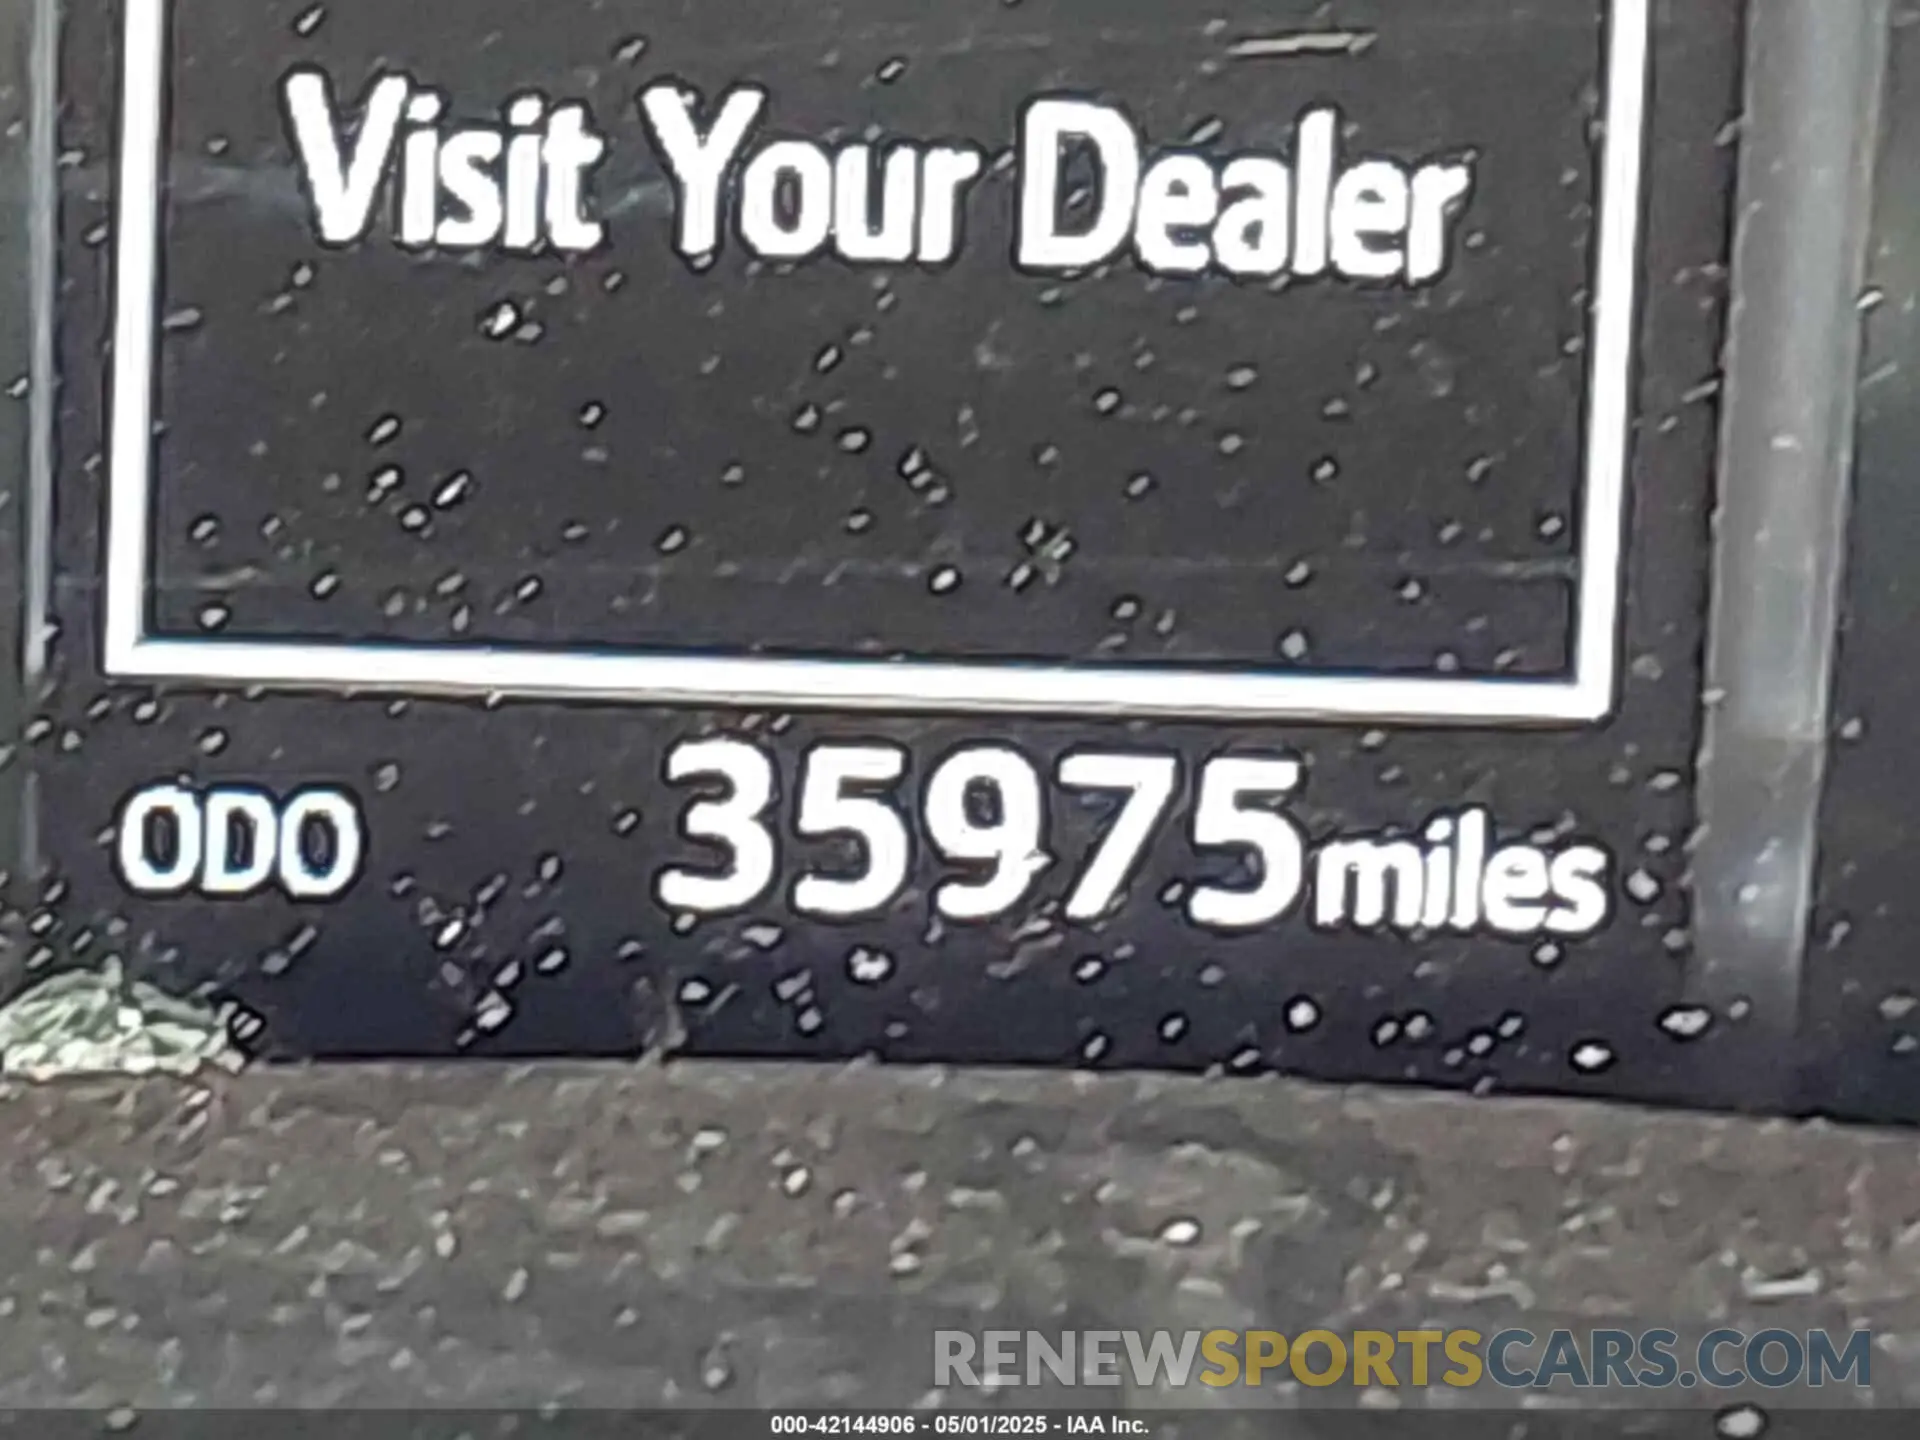 Visit Your Dealer
ODO 35975 miles
RENEWSPORTSCARS.COM
000-42144906 - 05/01/2025 - IAA Inc.